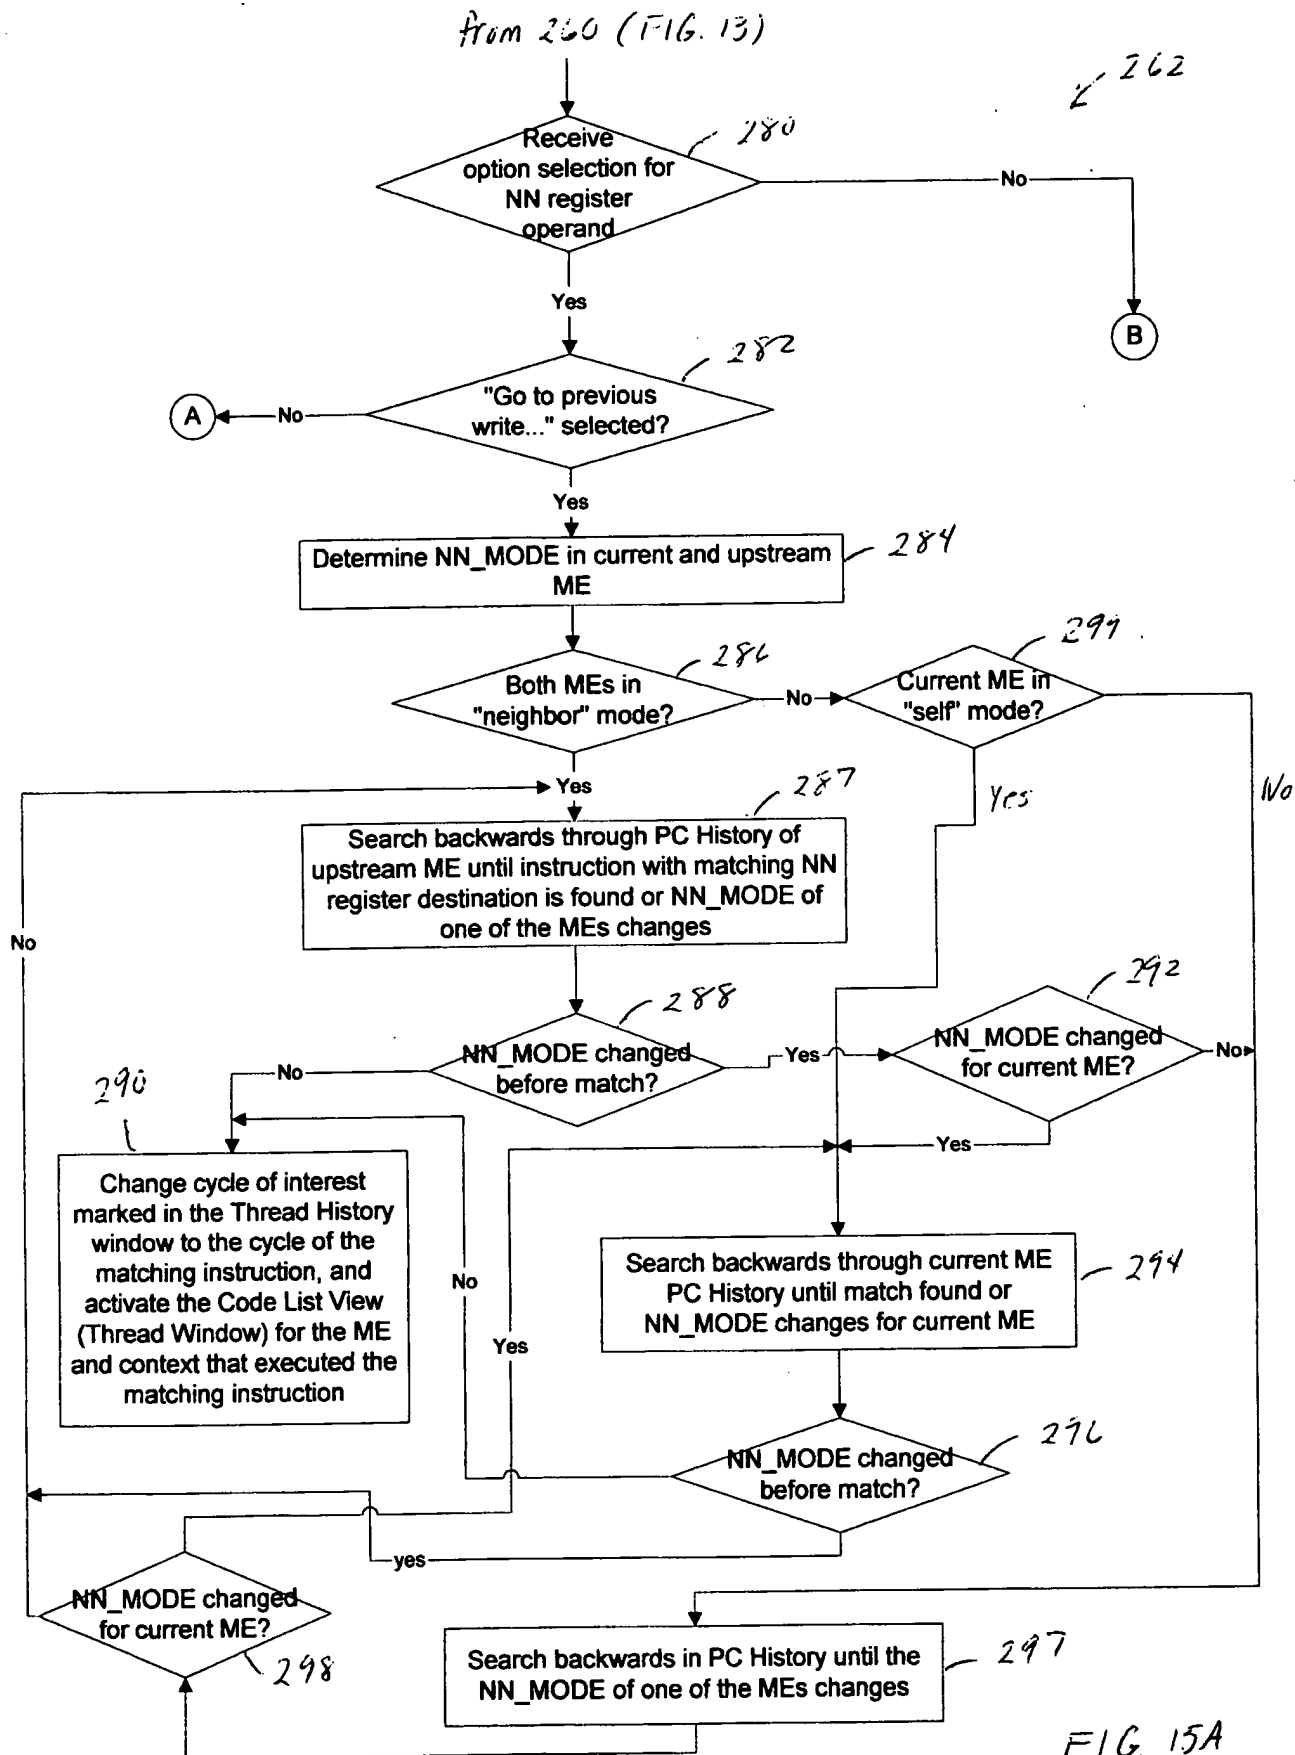 from 260 (FIG. 13)
262
280
Receive
option selection for
NN register
operand
No
Yes
B
282
"Go to previous
write..." selected?
No
A
Yes
284
Determine NN_MODE in current and upstream
ME
286
Both MEs in
"neighbor" mode?
No
299
Current ME in
"self" mode?
Yes
Yes
No
287
Search backwards through PC History of
upstream ME until instruction with matching NN
register destination is found or NN_MODE of
one of the MEs changes
No
288
NN_MODE changed
before match?
No
Yes
292
NN_MODE changed
for current ME?
No
Yes
290
Change cycle of interest
marked in the Thread History
window to the cycle of the
matching instruction, and
activate the Code List View
(Thread Window) for the ME
and context that executed the
matching instruction
No
Yes
Search backwards through current ME
PC History until match found or
NN_MODE changes for current ME
294
296
NN_MODE changed
before match?
yes
NN_MODE changed
for current ME?
298
Search backwards in PC History until the
NN_MODE of one of the MEs changes
297
FIG. 15A